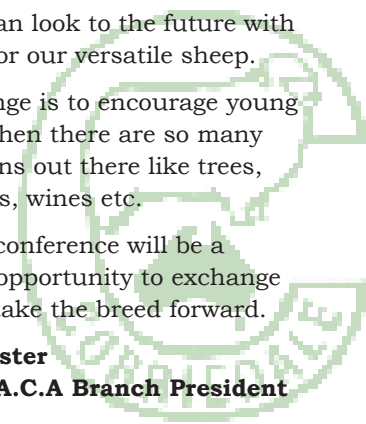 an look to the future with
or our versatile sheep.
nge is to encourage young
hen there are so many
ns out there like trees,
s, wines etc.
conference will be a
opportunity to exchange
take the breed forward.
ster
A.C.A Branch President
CORRIEDALE